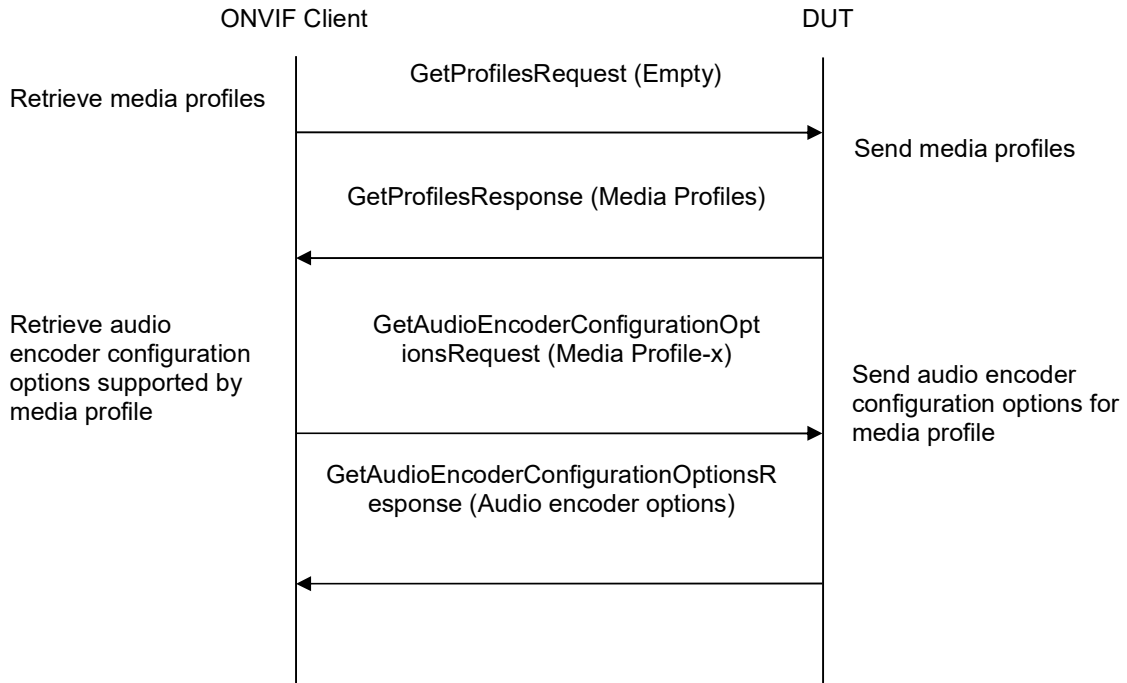 ONVIF Client
DUT
GetProfilesRequest (Empty)
Retrieve media profiles
Send media profiles
GetProfilesResponse (Media Profiles)
Retrieve audio
encoder configuration
options supported by
media profile
GetAudioEncoderConfigurationOpt
ionsRequest (Media Profile-x)
Send audio encoder
configuration options for
media profile
GetAudioEncoderConfigurationOptionsR
esponse (Audio encoder options)